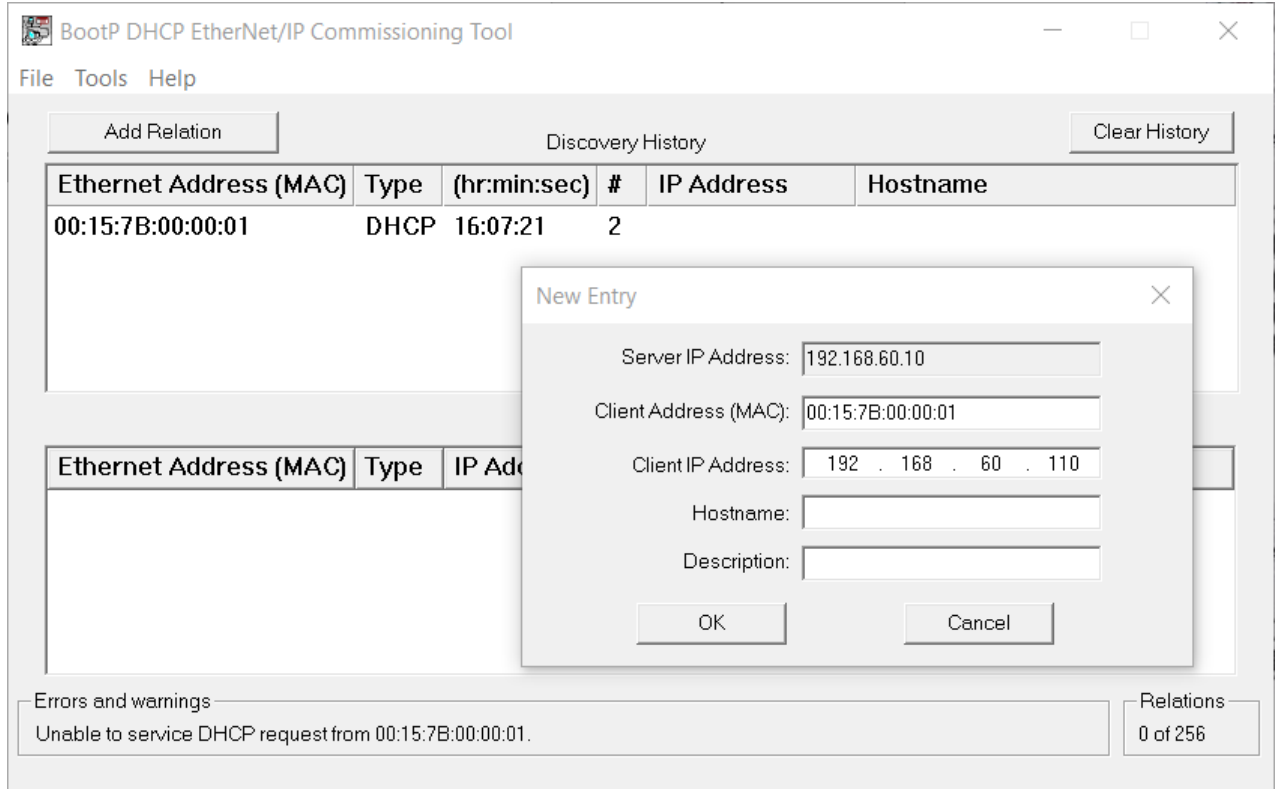 BootP DHCP EtherNet/IP Commissioning Tool
File Tools Help
Add Relation
Discovery History
Clear History
Ethernet Address (MAC) Type (hr:min:sec) # IP Address Hostname
00:15:7B:00:00:01 DHCP 16:07:21 2
New Entry
Server IP Address: 192.168.60.10
Client Address (MAC): 00:15:7B:00:00:01
Client IP Address: 192 . 168 . 60 . 110
Hostname:
Description:
OK Cancel
Ethernet Address (MAC) Type IP Add
Errors and warnings
Unable to service DHCP request from 00:15:7B:00:00:01.
Relations
0 of 256